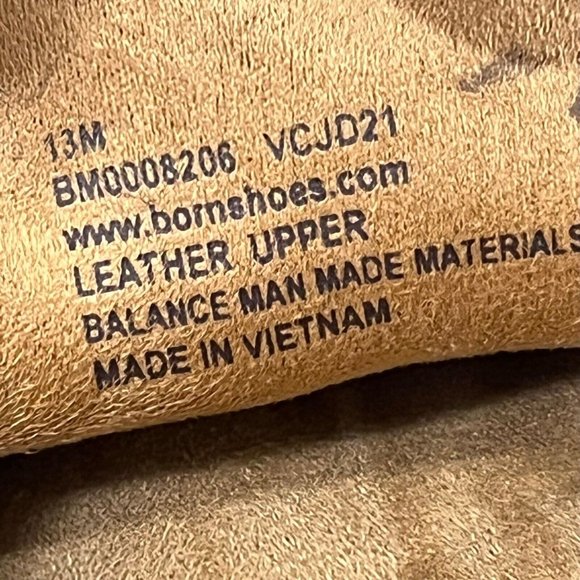 13M
BM0008206 VCJD21
www.bornshoes.com
LEATHER UPPER
BALANCE MAN MADE MATERIALS
MADE IN VIETNAM